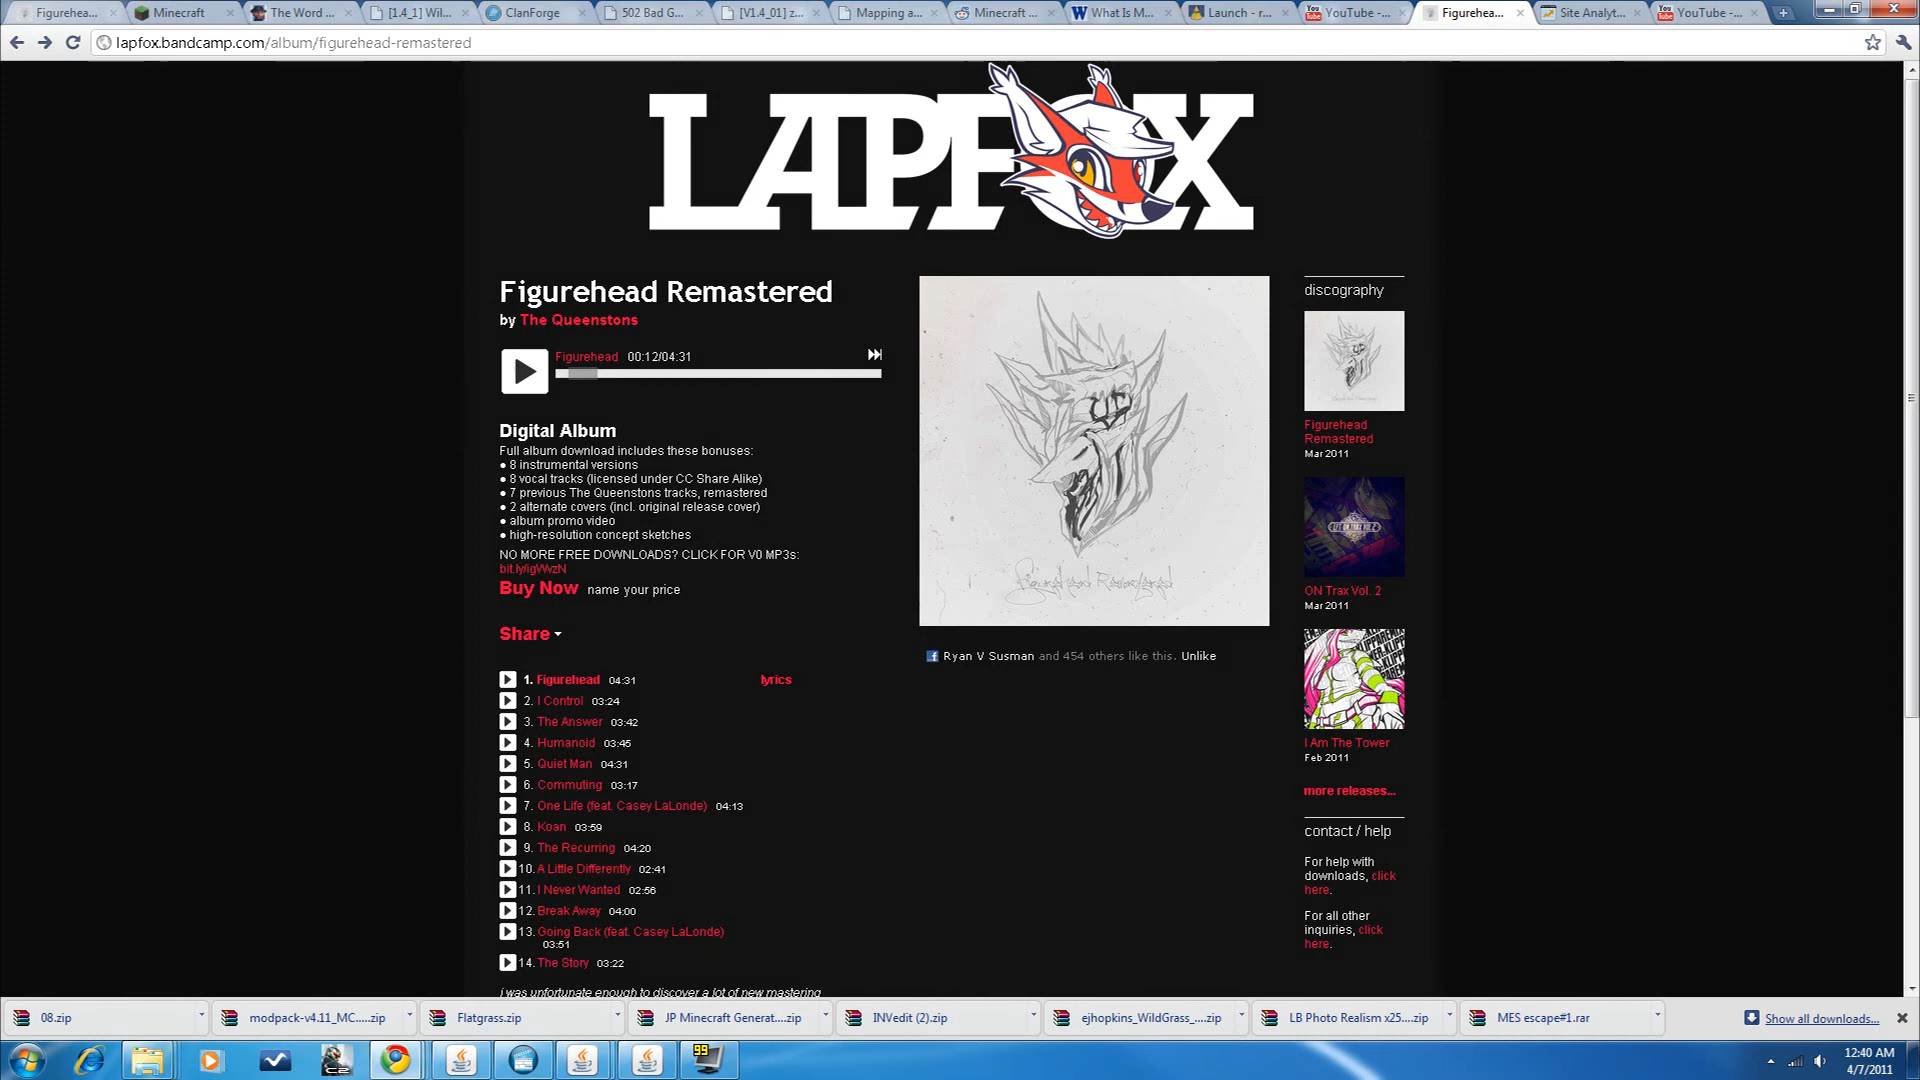 Figurehea...
Minecraft
The Word ...
[1.4_1] Wil...
ClanForge
502 Bad G...
[V1.4_01] z...
Mapping a...
Minecraft ...
What Is M...
Launch - r...
YouTube -...
Figurehea...
Site Analyt...
YouTube -...
lapfox.bandcamp.com/album/figurehead-remastered
LAPFOX
Figurehead Remastered
by The Queenstons
Figurehead 00:12/04:31
Digital Album
Full album download includes these bonuses:
● 8 instrumental versions
● 8 vocal tracks (licensed under CC Share Alike)
● 7 previous The Queenstons tracks, remastered
● 2 alternate covers (incl. original release cover)
● album promo video
● high-resolution concept sketches
NO MORE FREE DOWNLOADS? CLICK FOR V0 MP3s:
bit.ly/igWvzN
Buy Now name your price
Share
1. Figurehead 04:31 lyrics
2. I Control 03:24
3. The Answer 03:42
4. Humanoid 03:45
5. Quiet Man 04:31
6. Commuting 03:17
7. One Life (feat. Casey LaLonde) 04:13
8. Koan 03:59
9. The Recurring 04:20
10. A Little Differently 02:41
11. I Never Wanted 02:56
12. Break Away 04:00
13. Going Back (feat. Casey LaLonde)
03:51
14. The Story 03:22
i was unfortunate enough to discover a lot of new mastering
Figurehead Remastered
Ryan V Susman and 454 others like this. Unlike
discography
Figurehead
Remastered
Mar 2011
ON Trax Vol. 2
Mar 2011
I Am The Tower
Feb 2011
more releases...
contact / help
For help with
downloads, click
here.
For all other
inquiries, click
here.
08.zip
modpack-v4.11_MC.....zip
Flatgrass.zip
JP Minecraft Generat....zip
INVedit (2).zip
ejhopkins_WildGrass_....zip
LB Photo Realism x25....zip
MES escape#1.rar
Show all downloads...
99
12:40 AM
4/7/2011